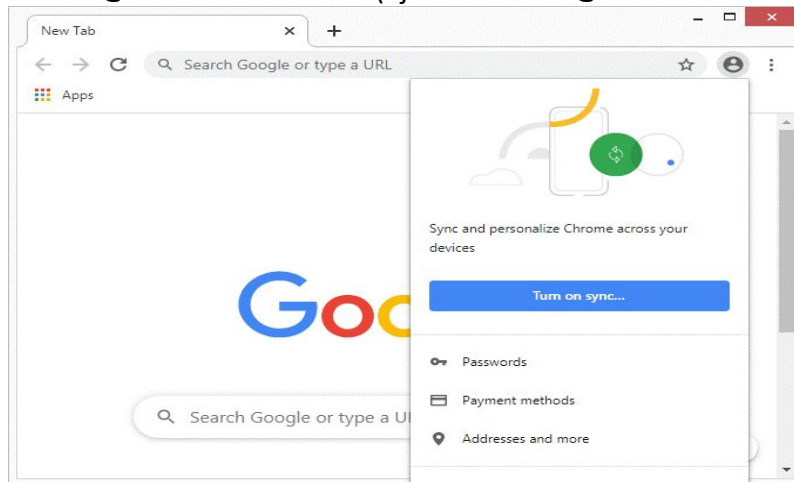 New Tab
Search Google or type a URL
Apps
Sync and personalize Chrome across your
devices
Turn on sync...
Goo
Passwords
Payment methods
Search Google or type a U
Addresses and more